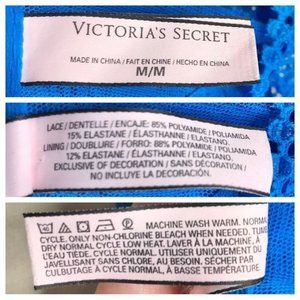 VICTORIA'S SECRET
MADE IN CHINA / FAIT EN CHINE / HECHO EN CHINA
M/M
LACE / DENTELLE / ENCAJE: 85% POLYAMIDE / POLIAMIDA
15% ELASTANE / ÉLASTHANNE / ELASTANO.
LINING / DOUBLURE / FORRO: 88% POLYAMIDE / POLIAMIDA
12% ELASTANE / ÉLASTHANNE / ELASTANO.
EXCLUSIVE OF DECORATION / SANS DÉCORATION /
NO INCLUYE LA DECORACIÓN.
MACHINE WASH WARM. NORMAL
CYCLE. ONLY NON-CHLORINE BLEACH WHEN NEEDED. TUMBLE
DRY NORMAL CYCLE LOW HEAT. LAVER À LA MACHINE, À
L'EAU TIÈDE. CYCLE NORMAL. UTILISER UNIQUEMENT DU
JAVELLISANT SANS CHLORE, AU BESOIN. SÉCHER PAR
CULBUTAGE À CYCLE NORMAL, À BASSE TEMPÉRATURE.